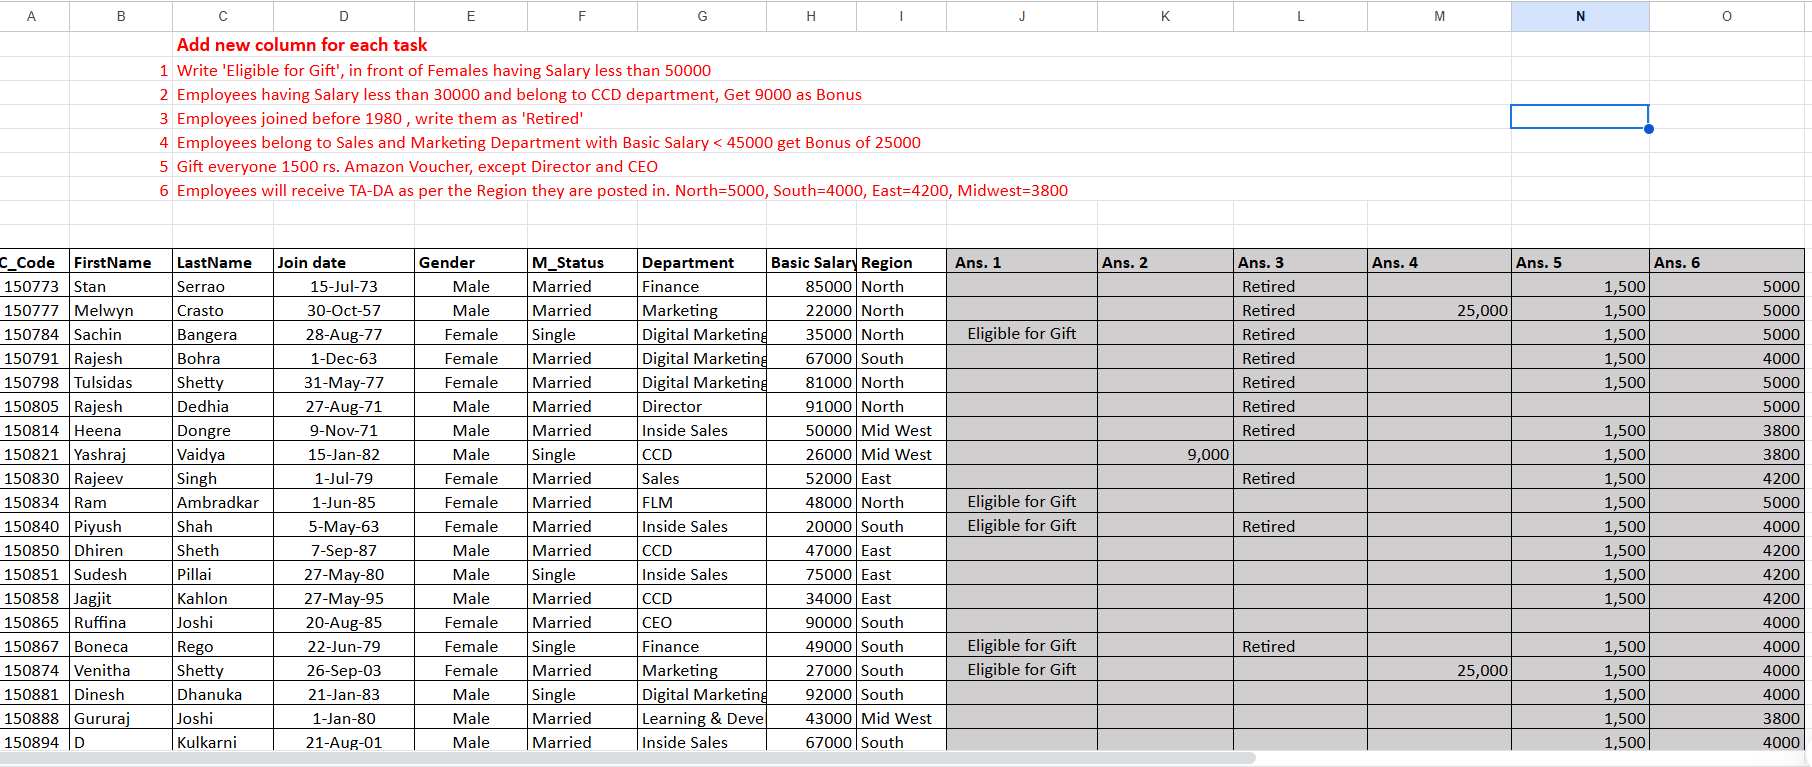 A B C D E F G H I J K L M N O
Add new column for each task
1 Write 'Eligible for Gift', in front of Females having Salary less than 50000
2 Employees having Salary less than 30000 and belong to CCD department, Get 9000 as Bonus
3 Employees joined before 1980 , write them as 'Retired'
4 Employees belong to Sales and Marketing Department with Basic Salary < 45000 get Bonus of 25000
5 Gift everyone 1500 rs. Amazon Voucher, except Director and CEO
6 Employees will receive TA-DA as per the Region they are posted in. North=5000, South=4000, East=4200, Midwest=3800
C_Code FirstName LastName Join date Gender M_Status Department Basic Salary Region Ans. 1 Ans. 2 Ans. 3 Ans. 4 Ans. 5 Ans. 6
150773 Stan Serrao 15-Jul-73 Male Married Finance 85000 North Retired 1,500 5000
150777 Melwyn Crasto 30-Oct-57 Male Married Marketing 22000 North Retired 25,000 1,500 5000
150784 Sachin Bangera 28-Aug-77 Female Single Digital Marketing 35000 North Eligible for Gift Retired 1,500 5000
150791 Rajesh Bohra 1-Dec-63 Female Married Digital Marketing 67000 South Retired 1,500 4000
150798 Tulsidas Shetty 31-May-77 Female Married Digital Marketing 81000 North Retired 1,500 5000
150805 Rajesh Dedhia 27-Aug-71 Male Married Director 91000 North Retired 5000
150814 Heena Dongre 9-Nov-71 Male Married Inside Sales 50000 Mid West Retired 1,500 3800
150821 Yashraj Vaidya 15-Jan-82 Male Single CCD 26000 Mid West 9,000 1,500 3800
150830 Rajeev Singh 1-Jul-79 Female Married Sales 52000 East Retired 1,500 4200
150834 Ram Ambradkar 1-Jun-85 Female Married FLM 48000 North Eligible for Gift 1,500 5000
150840 Piyush Shah 5-May-63 Female Married Inside Sales 20000 South Eligible for Gift Retired 1,500 4000
150850 Dhiren Sheth 7-Sep-87 Male Married CCD 47000 East 1,500 4200
150851 Sudesh Pillai 27-May-80 Male Single Inside Sales 75000 East 1,500 4200
150858 Jagjit Kahlon 27-May-95 Male Married CCD 34000 East 1,500 4200
150865 Ruffina Joshi 20-Aug-85 Female Married CEO 90000 South 4000
150867 Boneca Rego 22-Jun-79 Female Single Finance 49000 South Eligible for Gift Retired 1,500 4000
150874 Venitha Shetty 26-Sep-03 Female Married Marketing 27000 South Eligible for Gift 25,000 1,500 4000
150881 Dinesh Dhanuka 21-Jan-83 Male Single Digital Marketing 92000 South 1,500 4000
150888 Gururaj Joshi 1-Jan-80 Male Married Learning & Deve 43000 Mid West 1,500 3800
150894 D Kulkarni 21-Aug-01 Male Married Inside Sales 67000 South 1,500 4000